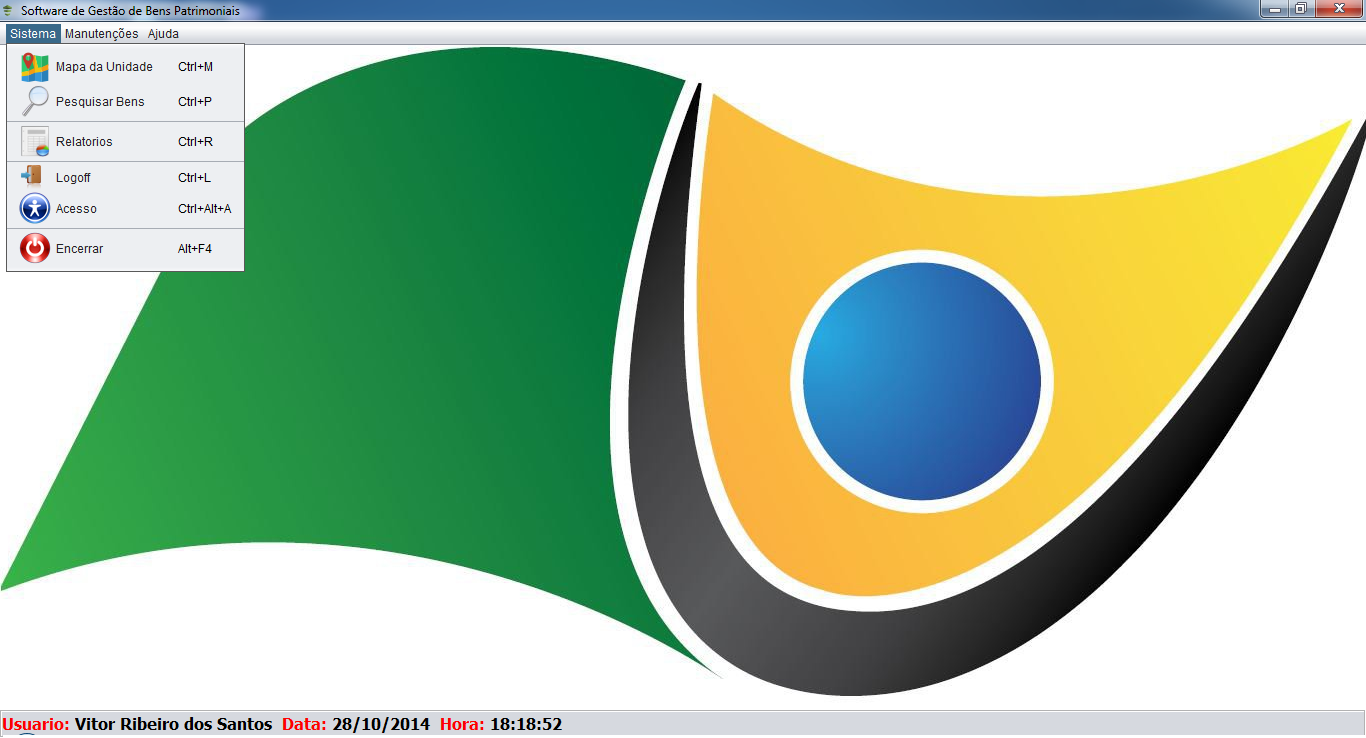 Software de Gestão de Bens Patrimoniais
Sistema Manutenções Ajuda
Mapa da Unidade Ctrl+M
Pesquisar Bens Ctrl+P
Relatorios Ctrl+R
Logoff Ctrl+L
Acesso Ctrl+Alt+A
Encerrar Alt+F4
Usuario: Vitor Ribeiro dos Santos Data: 28/10/2014 Hora: 18:18:52